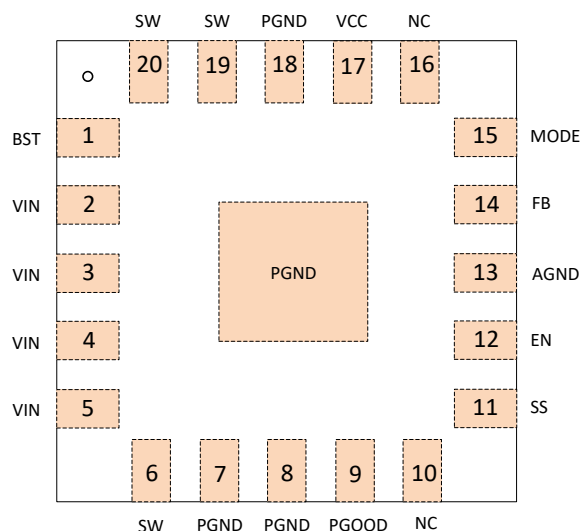 SW SW PGND VCC NC
20 19 18 17 16
BST 1 15 MODE
VIN 2 14 FB
VIN 3 PGND 13 AGND
VIN 4 12 EN
VIN 5 11 SS
6 7 8 9 10
SW PGND PGND PGOOD NC